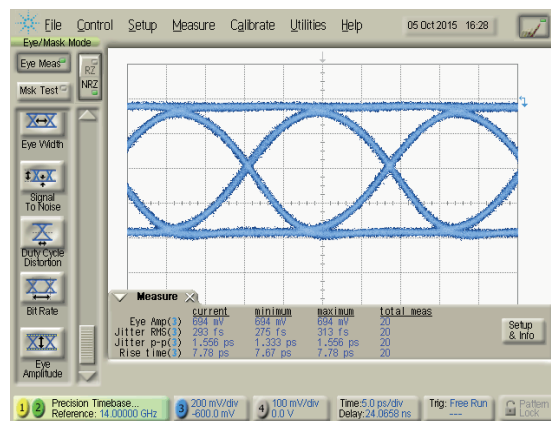 File Control Setup Measure Calibrate Utilities Help 05 Oct 2015 16:28
Eye/Mask Mode
Eye Meas
Msk Test
RZ
NRZ
Eye Width
Signal
To Noise
Duty Cycle
Distortion
Bit Rate
Eye
Amplitude
Measure
current minimum maximum total meas
Eye Amp(3) 694 mV 694 mV 694 mV 20
Jitter RMS(3) 293 fs 275 fs 313 fs 20
Jitter p-p(3) 1.556 ps 1.333 ps 1.556 ps 20
Rise time(3) 7.78 ps 7.67 ps 7.78 ps 20
Setup
& Info
1 2 Precision Timebase...
Reference: 14.00000 GHz
3 200 mV/div
-600.0 mV
4 100 mV/div
0.0 V
Time:5.0 ps/div
Delay:24.0658 ns
Trig: Free Run
---
Pattern
Lock